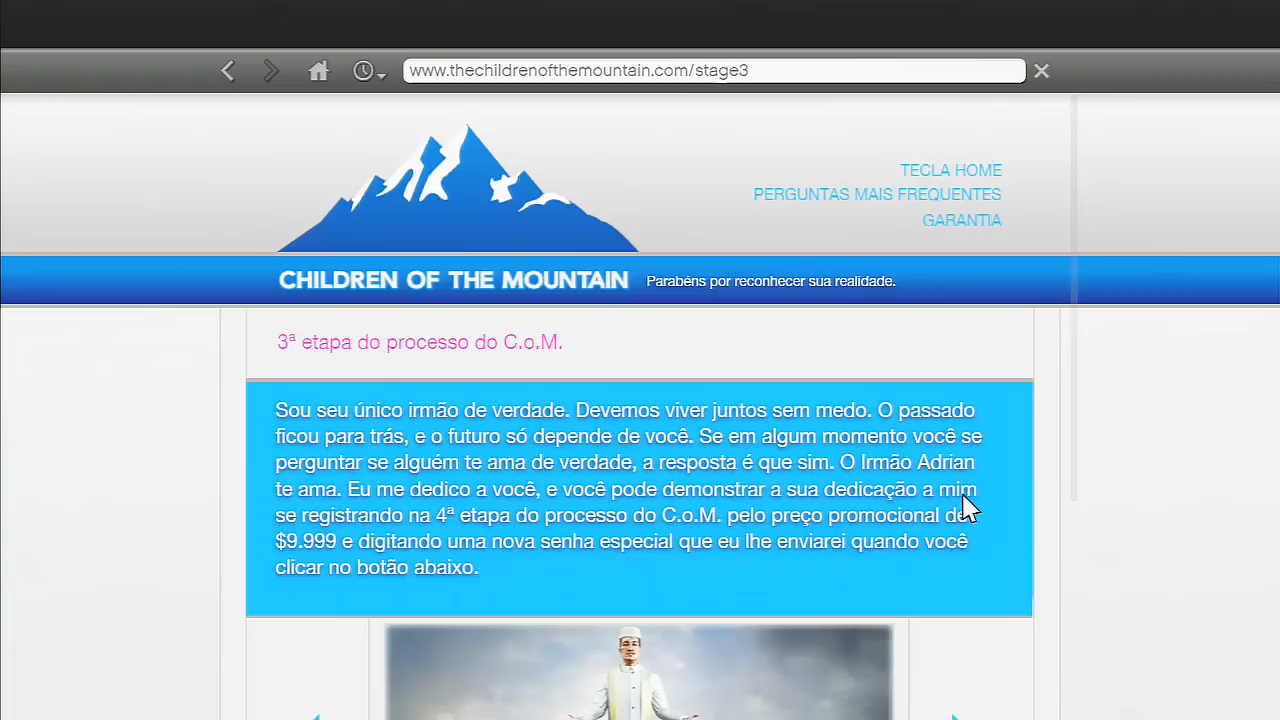 www.thechildrenofthemountain.com/stage3
TECLA HOME
PERGUNTAS MAIS FREQUENTES
GARANTIA
CHILDREN OF THE MOUNTAIN
Parabéns por reconhecer sua realidade.
3ª etapa do processo do C.o.M.
Sou seu único irmão de verdade. Devemos viver juntos sem medo. O passado
ficou para trás, e o futuro só depende de você. Se em algum momento você se
perguntar se alguém te ama de verdade, a resposta é que sim. O Irmão Adrian
te ama. Eu me dedico a você, e você pode demonstrar a sua dedicação a mim
se registrando na 4ª etapa do processo do C.o.M. pelo preço promocional de
$9.999 e digitando uma nova senha especial que eu lhe enviarei quando você
clicar no botão abaixo.